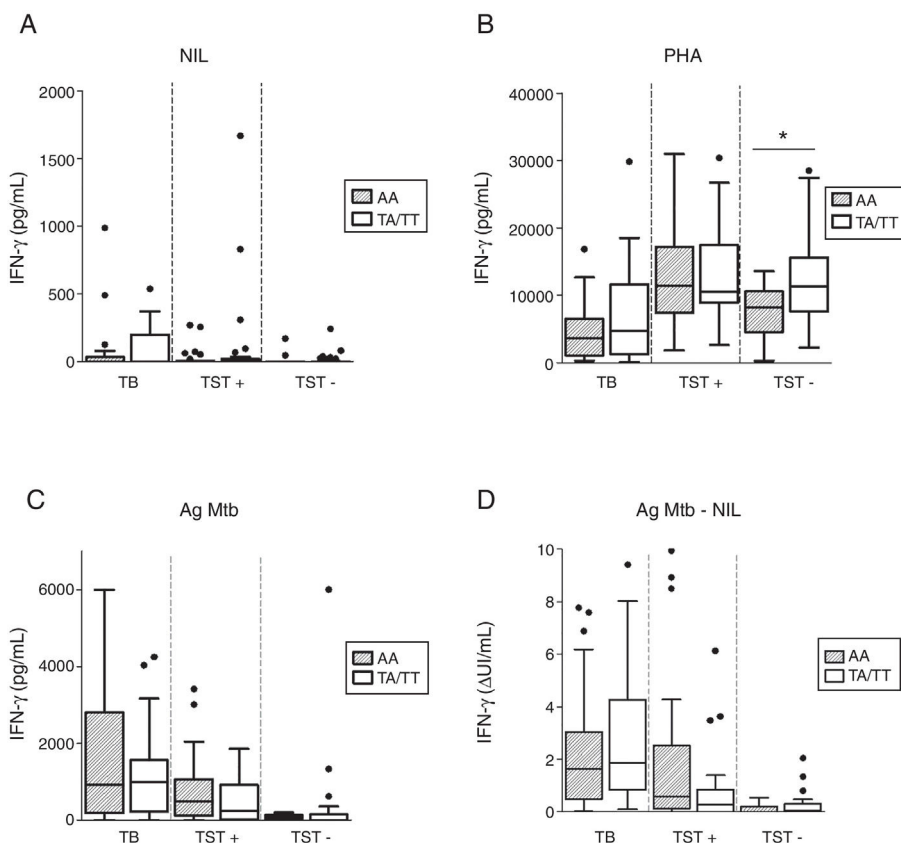 A
NIL
IFN-γ (pg/mL)
2000
1500
1000
500
0
TB
TST +
TST -
AA
TA/TT
B
PHA
IFN-γ (pg/mL)
40000
30000
20000
10000
0
*
TB
TST +
TST -
AA
TA/TT
C
Ag Mtb
IFN-γ (pg/mL)
6000
4000
2000
0
TB
TST +
TST -
AA
TA/TT
D
Ag Mtb - NIL
IFN-γ (ΔUI/mL)
10
8
6
4
2
0
TB
TST +
TST -
AA
TA/TT